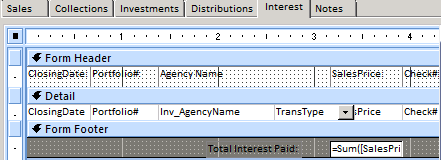 Sales Collections Investments Distributions Interest Notes
1 2 3 4
Form Header
ClosingDate: Portfolio#: Agency Name SalesPrice: Check#
Detail
ClosingDate Portfolio# Inv_AgencyName TransType sPrice Check#
Form Footer
Total Interest Paid: =Sum([SalesPri